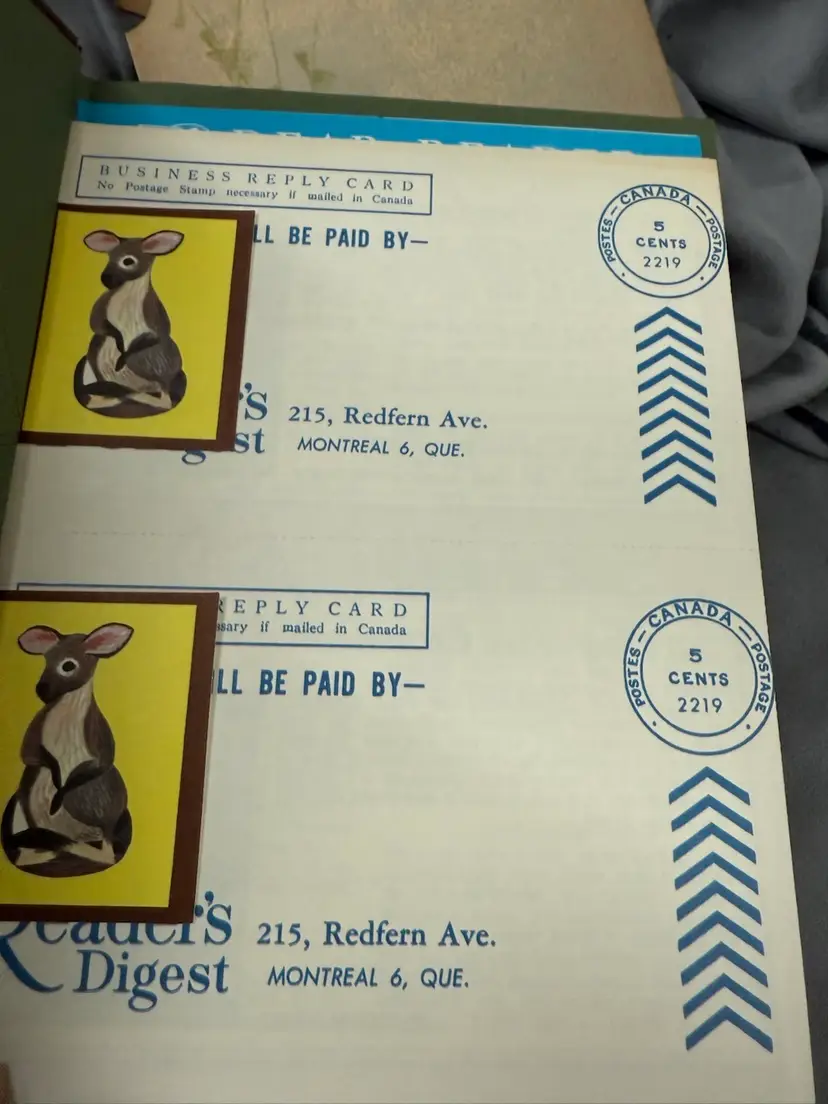 BUSINESS REPLY CARD
No Postage Stamp necessary if mailed in Canada
LL BE PAID BY—
POSTES — CANADA — POSTAGE
5
CENTS
2219
's
215, Redfern Ave.
st
MONTREAL 6, QUE.
REPLY CARD
ssary if mailed in Canada
LL BE PAID BY—
POSTES — CANADA — POSTAGE
5
CENTS
2219
Reader's
215, Redfern Ave.
Digest
MONTREAL 6, QUE.